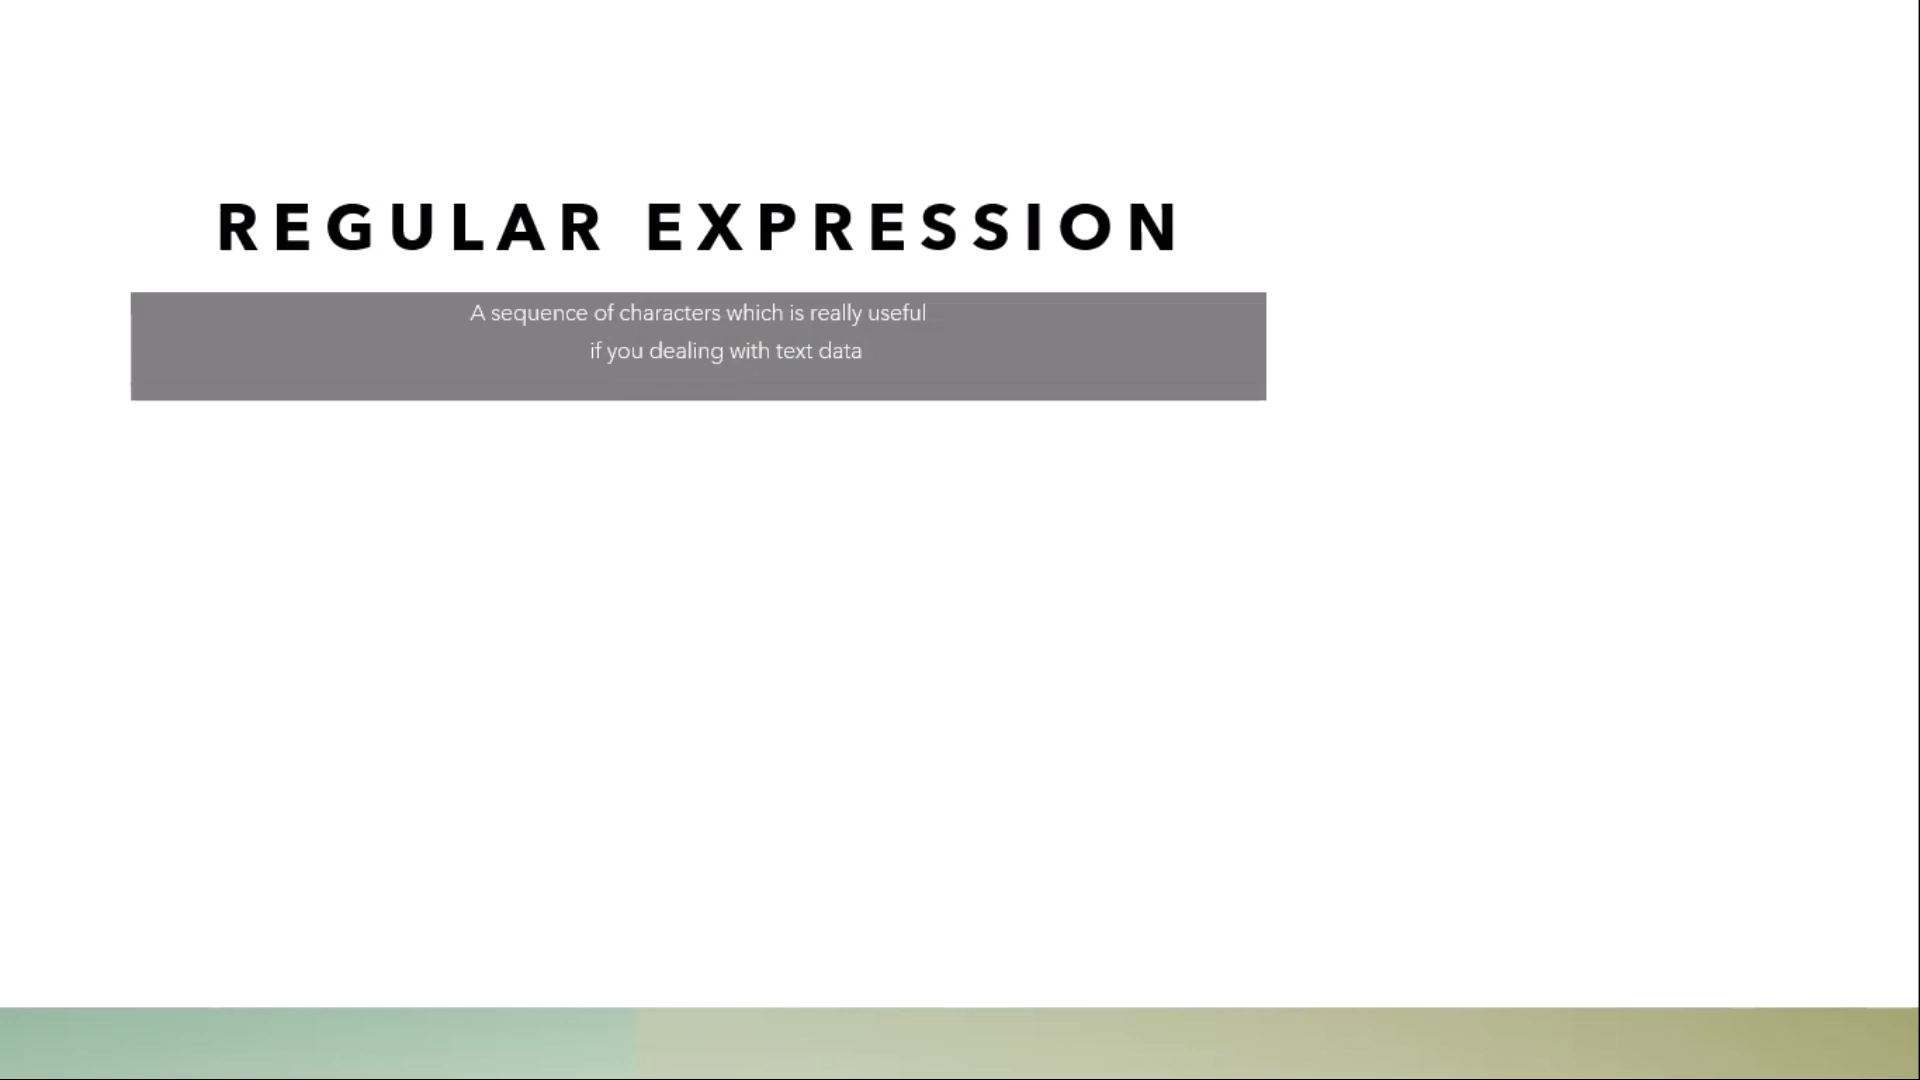 REGULAR EXPRESSION
A sequence of characters which is really useful
if you dealing with text data